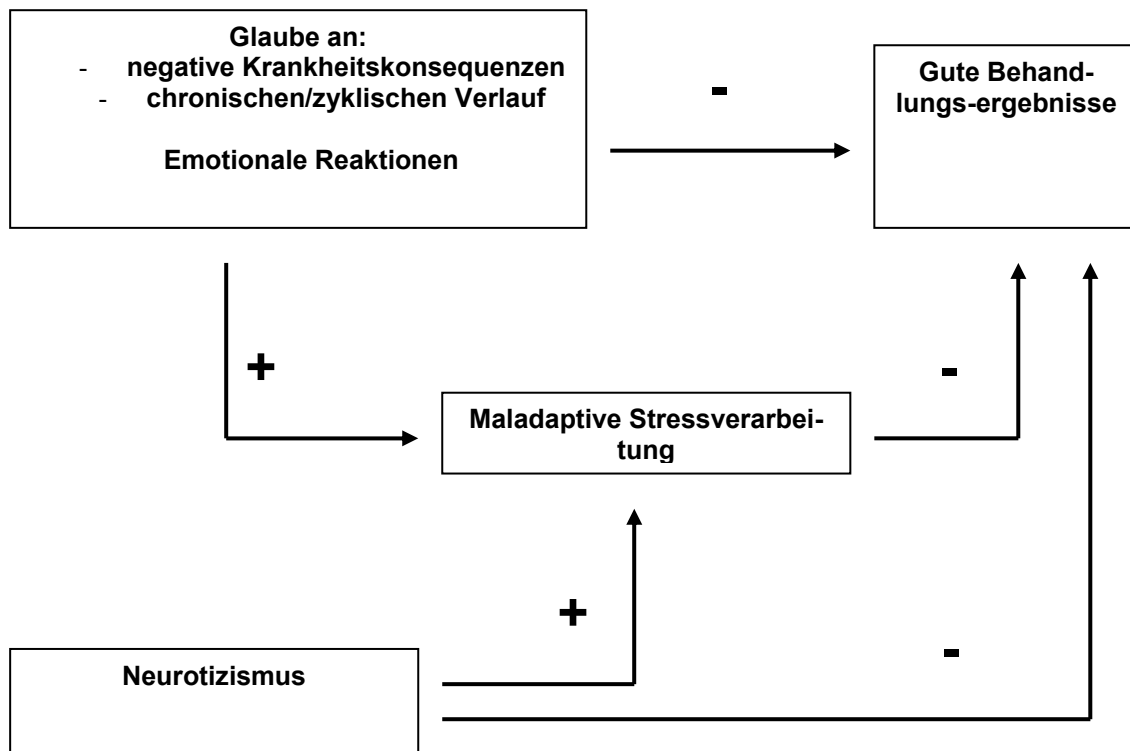 Glaube an:
- negative Krankheitskonsequenzen
- chronischen/zyklischen Verlauf
Emotionale Reaktionen
-
Gute Behand-
lungs-ergebnisse
+
-
Maladaptive Stressverarbei-
tung
+
-
Neurotizismus